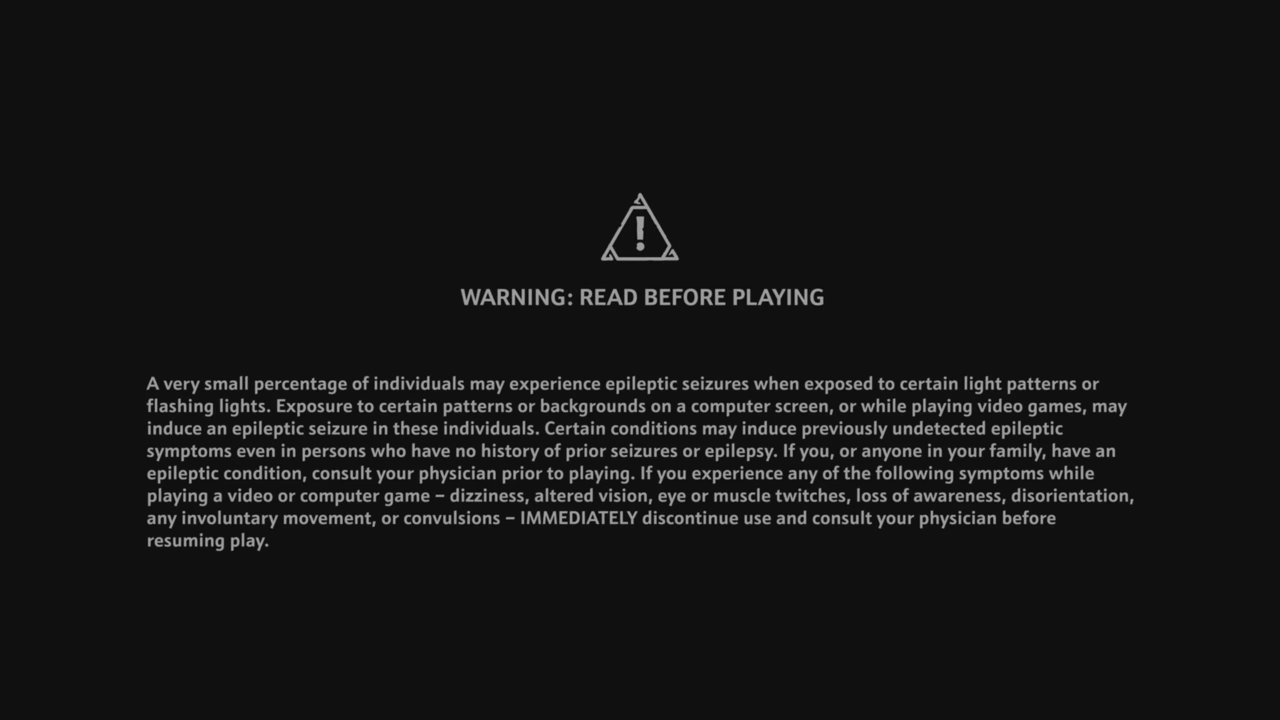 WARNING: READ BEFORE PLAYING
A very small percentage of individuals may experience epileptic seizures when exposed to certain light patterns or
flashing lights. Exposure to certain patterns or backgrounds on a computer screen, or while playing video games, may
induce an epileptic seizure in these individuals. Certain conditions may induce previously undetected epileptic
symptoms even in persons who have no history of prior seizures or epilepsy. If you, or anyone in your family, have an
epileptic condition, consult your physician prior to playing. If you experience any of the following symptoms while
playing a video or computer game – dizziness, altered vision, eye or muscle twitches, loss of awareness, disorientation,
any involuntary movement, or convulsions – IMMEDIATELY discontinue use and consult your physician before
resuming play.